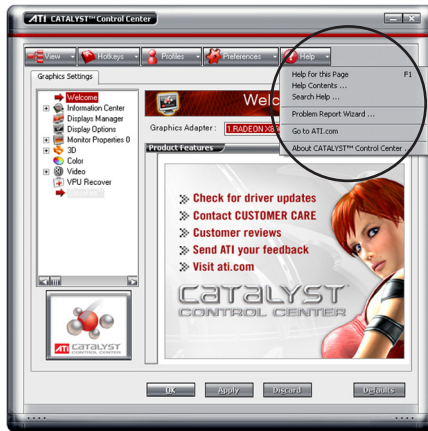 ATI CATALYST™ Control Center
View
Hotkeys
Profiles
Preferences
Help
Help for this Page F1
Help Contents ...
Search Help ...
Problem Report Wizard ...
Go to ATI.com
About CATALYST™ Control Center
Graphics Settings
Welcome
Information Center
Displays Manager
Display Options
Monitor Properties 0
3D
Color
Video
VPU Recover
Welc
Graphics Adapter :
1.RADEON X8
Product Features
Check for driver updates
Contact CUSTOMER CARE
Customer reviews
Send ATI your feedback
Visit ati.com
CATALYST
CONTROL CENTER
ATI CATALYST
CONTROL CENTER
OK
Apply
Discard
Defaults